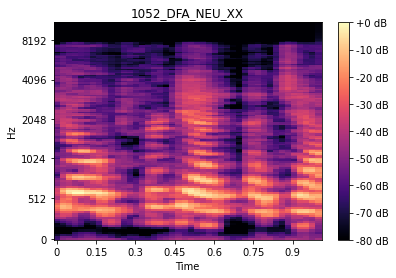 1052_DFA_NEU_XX
Hz
8192
4096
2048
1024
512
0
0
0.15
0.3
0.45
0.6
0.75
0.9
Time
+0 dB
-10 dB
-20 dB
-30 dB
-40 dB
-50 dB
-60 dB
-70 dB
-80 dB